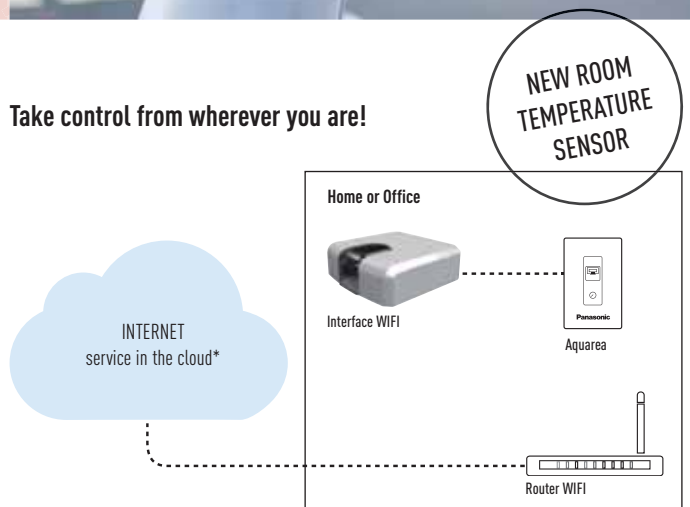 NEW ROOM
TEMPERATURE
SENSOR
Take control from wherever you are!
Home or Office
Interface WIFI
Panasonic
Aquarea
INTERNET
service in the cloud*
Router WIFI